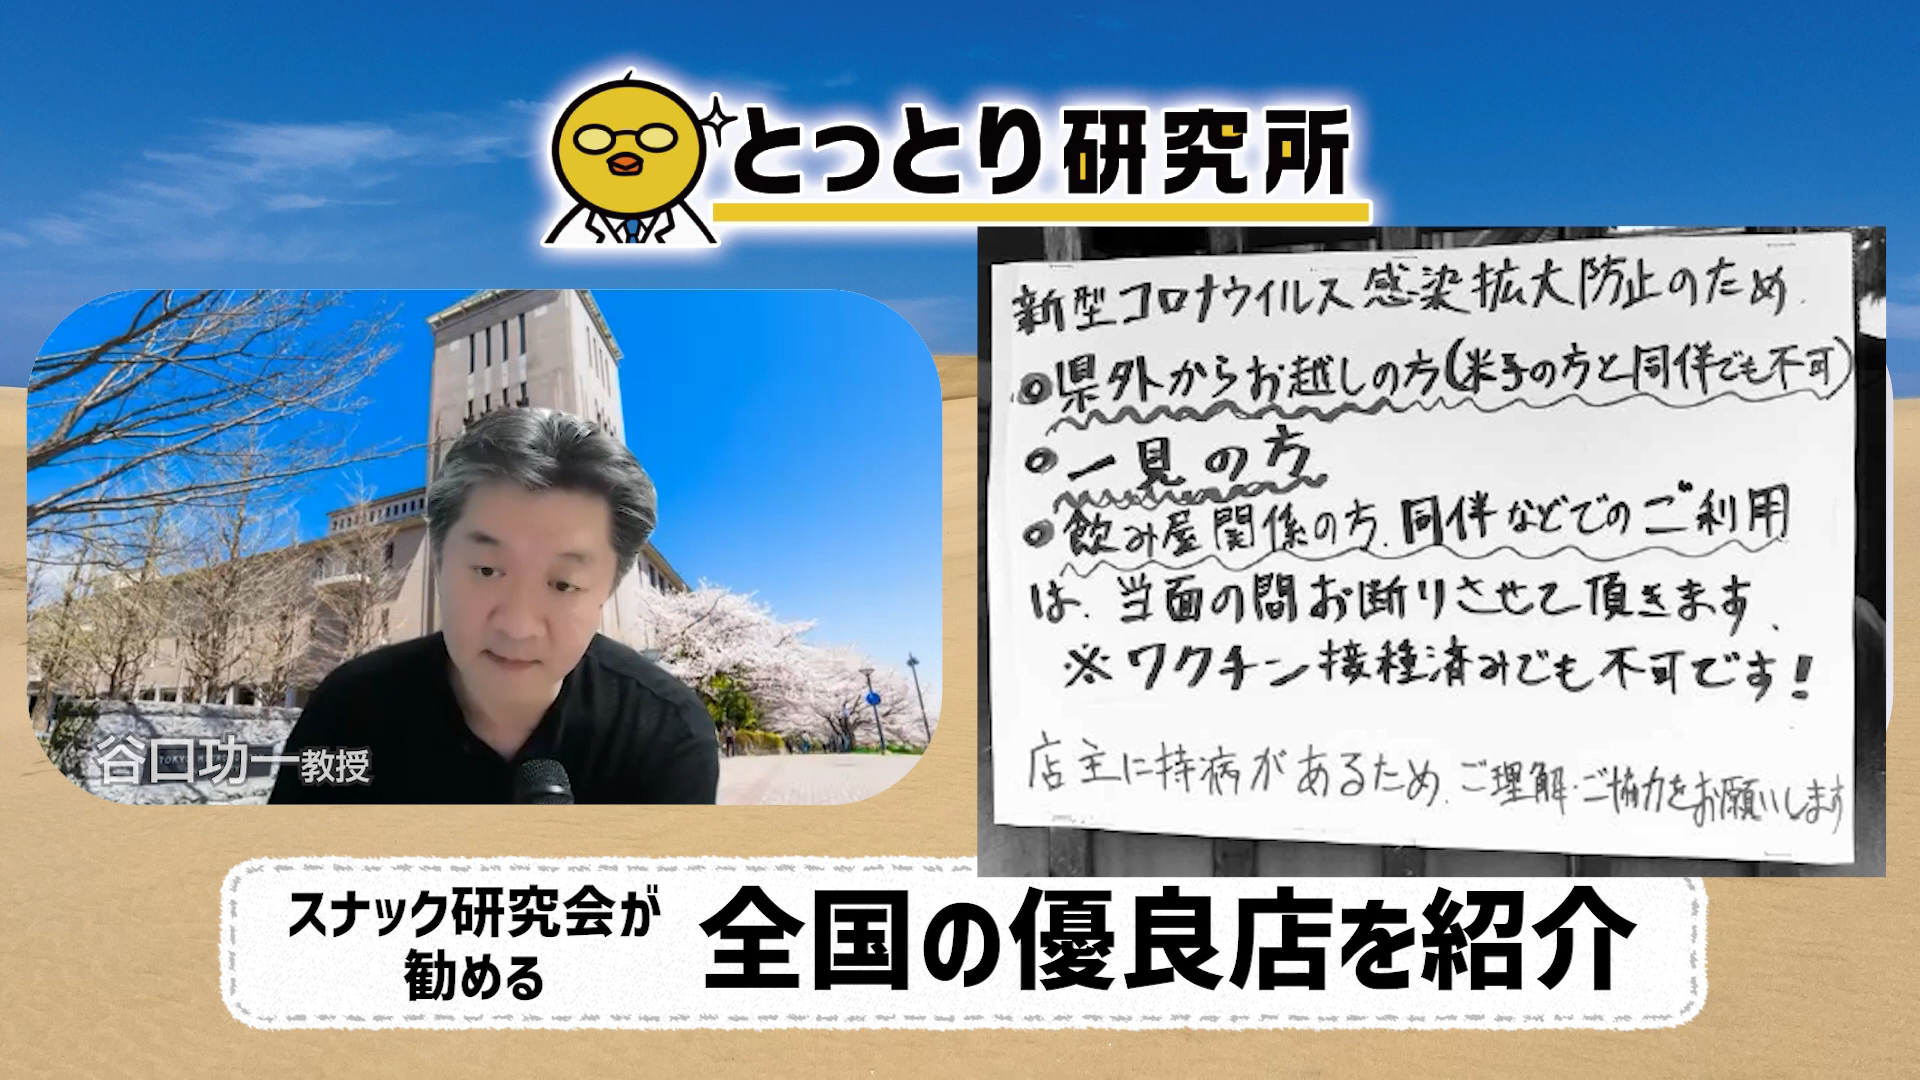 とっとり研究所
新型コロナウイルス感染拡大防止のため.
県外からお越しの方(米子の方と同伴でも不可)
一見の方
飲み屋関係の方.同伴などでのご利用
は.当面の間お断りさせて頂きます.
※ワクチン接種済みでも不可です!
店主に持病があるため.ご理解・ご協力をお願いします
谷口功一教授
スナック研究会が
勧める
全国の優良店を紹介